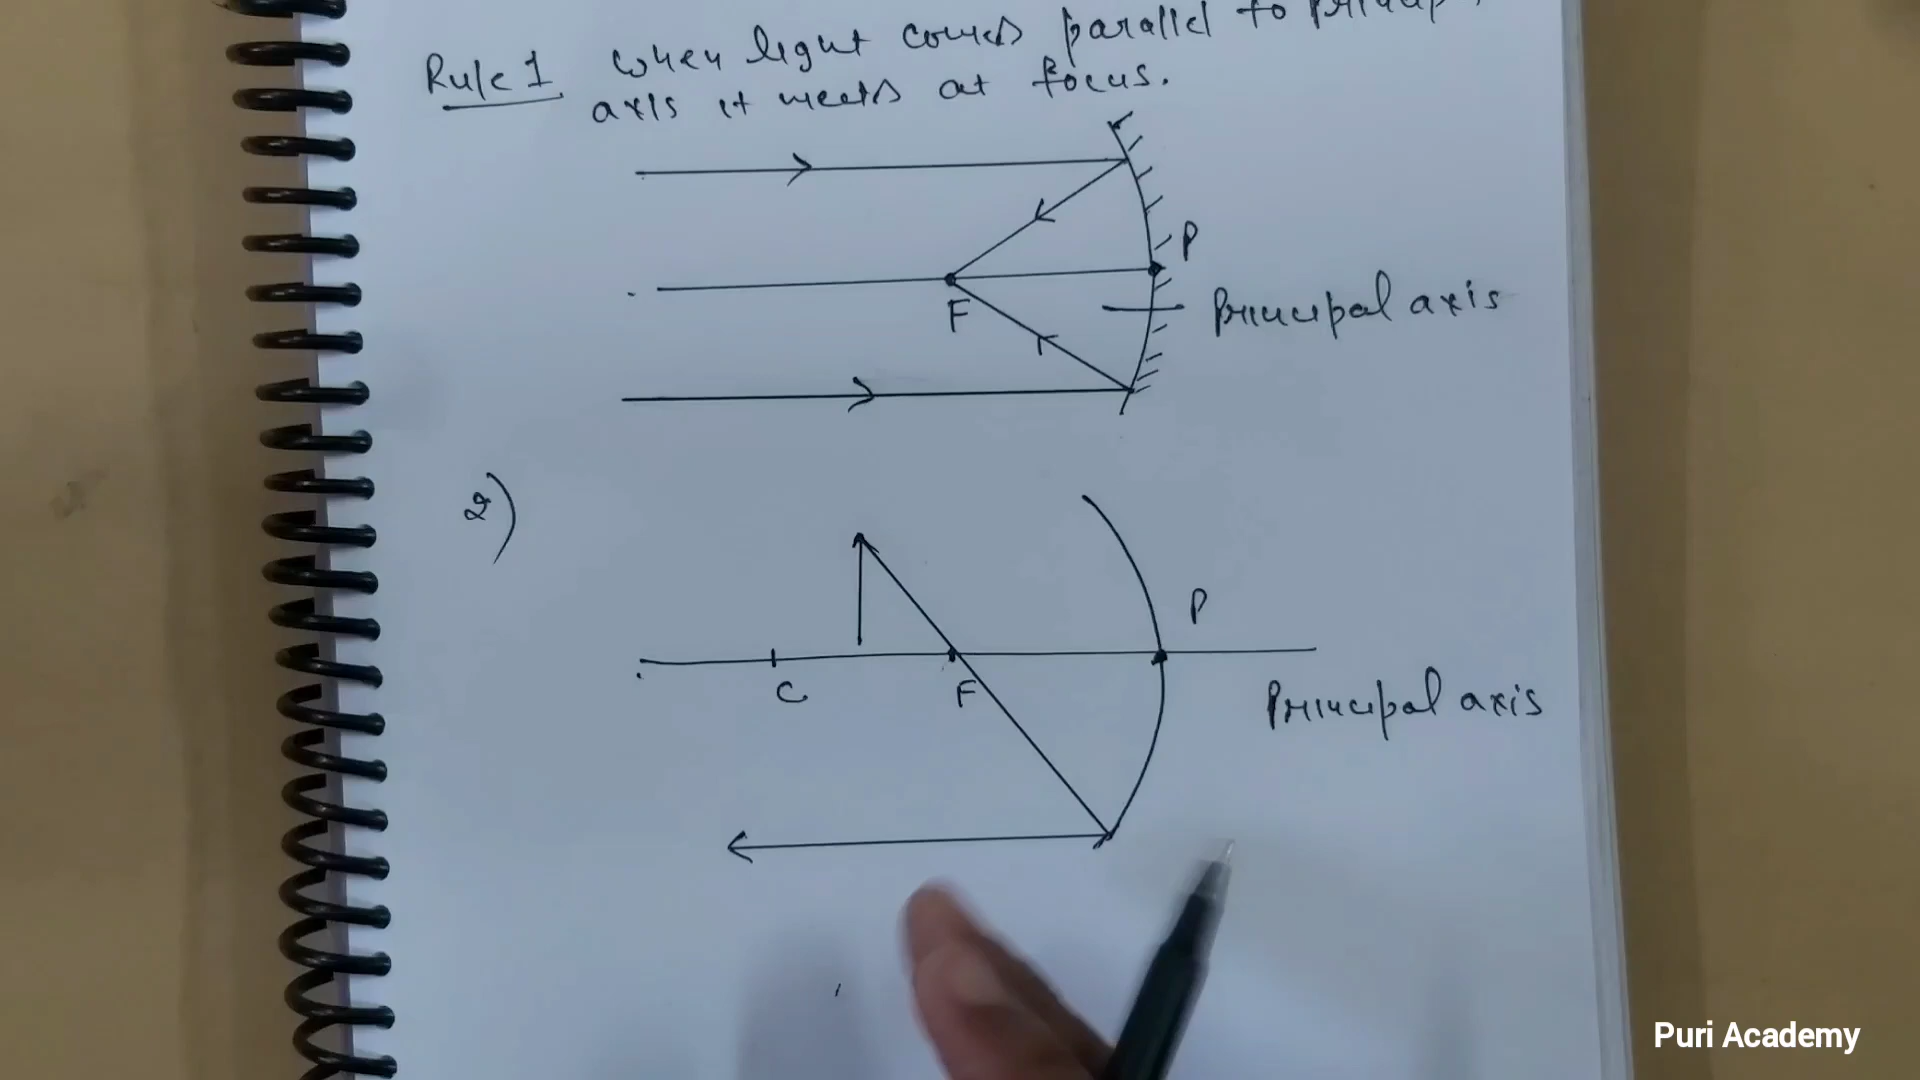 Rule 1 when light comes parallel to
axis it meets at focus.
P
F
Principal axis
2)
P
C
F
Principal axis
Puri Academy